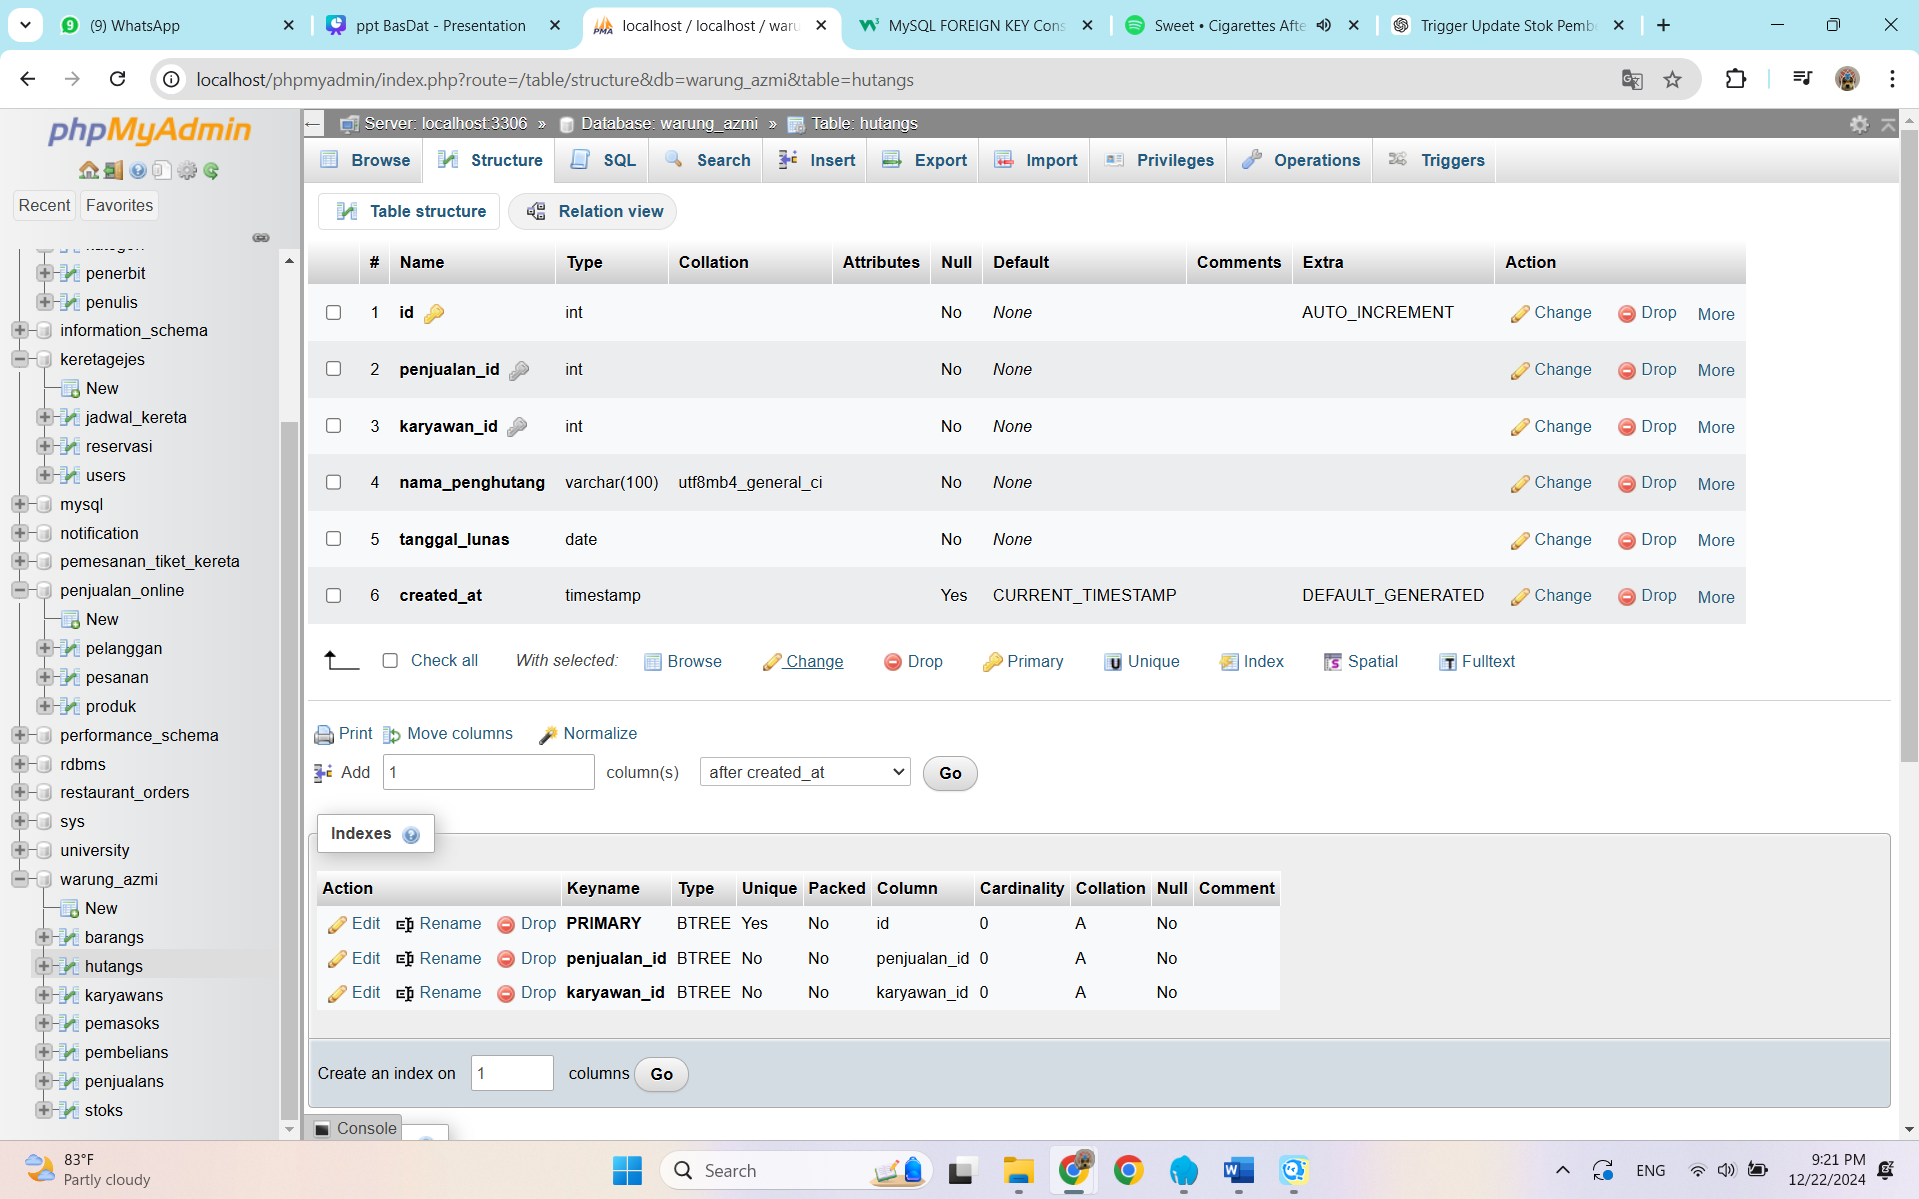 (9) WhatsApp
ppt BasDat - Presentation
localhost / localhost / waru
MySQL FOREIGN KEY Cons
Sweet • Cigarettes Afte
Trigger Update Stok Pemb
localhost/phpmyadmin/index.php?route=/table/structure&db=warung_azmi&table=hutangs
phpMyAdmin
Recent Favorites
penerbit
penulis
information_schema
keretagejes
New
jadwal_kereta
reservasi
users
mysql
notification
pemesanan_tiket_kereta
penjualan_online
New
pelanggan
pesanan
produk
performance_schema
rdbms
restaurant_orders
sys
university
warung_azmi
New
barangs
hutangs
karyawans
pemasoks
pembelians
penjualans
stoks
Server: localhost:3306 » Database: warung_azmi » Table: hutangs
Browse Structure SQL Search Insert Export Import Privileges Operations Triggers
Table structure Relation view
# Name Type Collation Attributes Null Default Comments Extra Action
1 id int No None AUTO_INCREMENT Change Drop More
2 penjualan_id int No None Change Drop More
3 karyawan_id int No None Change Drop More
4 nama_penghutang varchar(100) utf8mb4_general_ci No None Change Drop More
5 tanggal_lunas date No None Change Drop More
6 created_at timestamp Yes CURRENT_TIMESTAMP DEFAULT_GENERATED Change Drop More
Check all With selected: Browse Change Drop Primary Unique Index Spatial Fulltext
Print Move columns Normalize
Add 1 column(s) after created_at Go
Indexes
Action Keyname Type Unique Packed Column Cardinality Collation Null Comment
Edit Rename Drop PRIMARY BTREE Yes No id 0 A No
Edit Rename Drop penjualan_id BTREE No No penjualan_id 0 A No
Edit Rename Drop karyawan_id BTREE No No karyawan_id 0 A No
Create an index on 1 columns Go
Console
83°F
Partly cloudy
Search
ENG
9:21 PM
12/22/2024